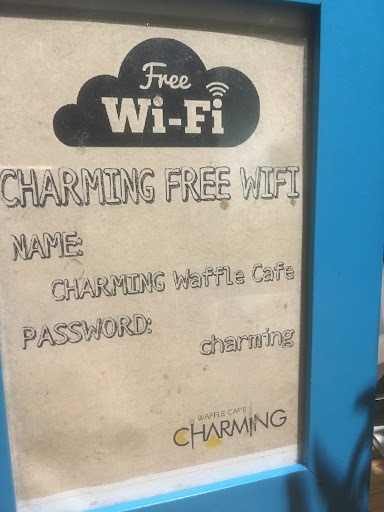 Free
Wi-Fi
CHARMING FREE WIFI
NAME:
CHARMING Waffle Cafe
PASSWORD:
charming
WAFFLE CAFE
CHARMING